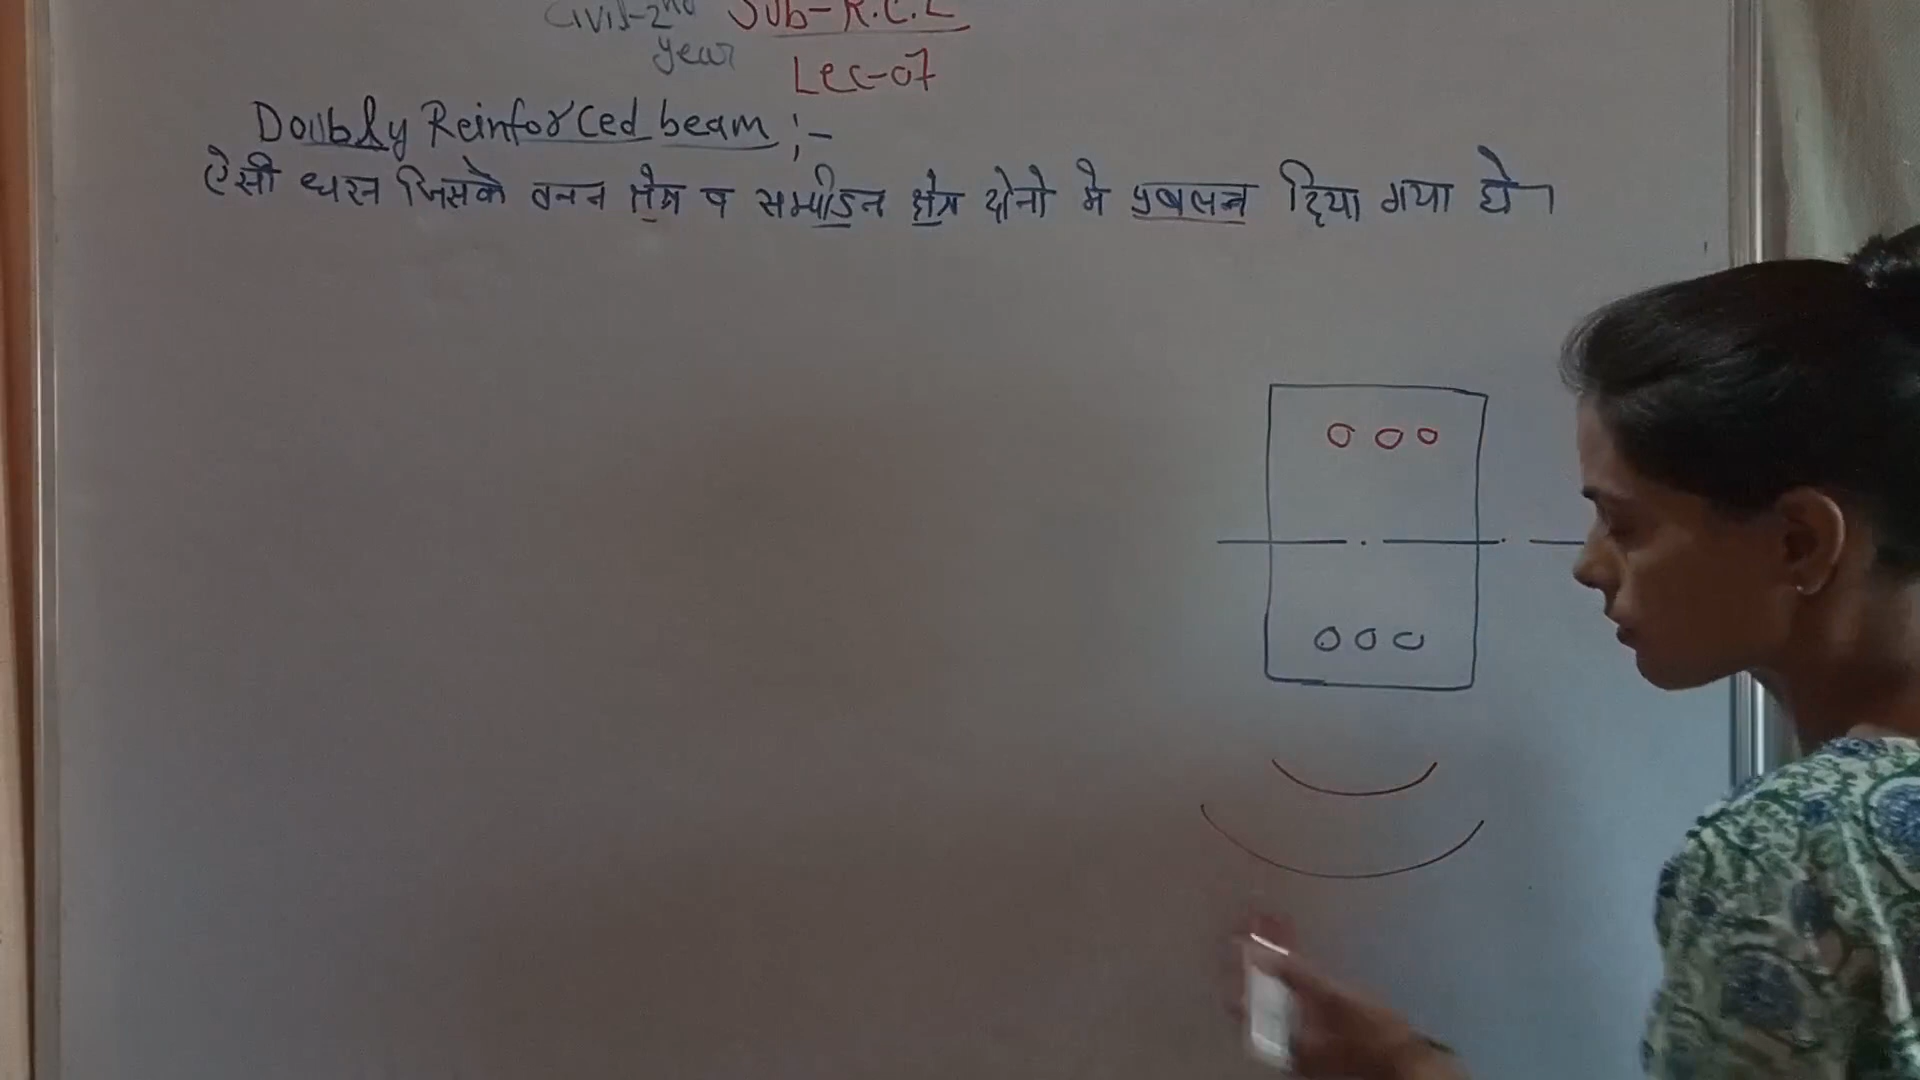 Civil-2nd Sub-R.C.C
year Lec-07
Doubly Reinforced beam :-
ऐसी धरन जिसके तनन क्षेत्र व सम्पीडन क्षेत्र दोनो मे प्रबलन दिया गया हो।